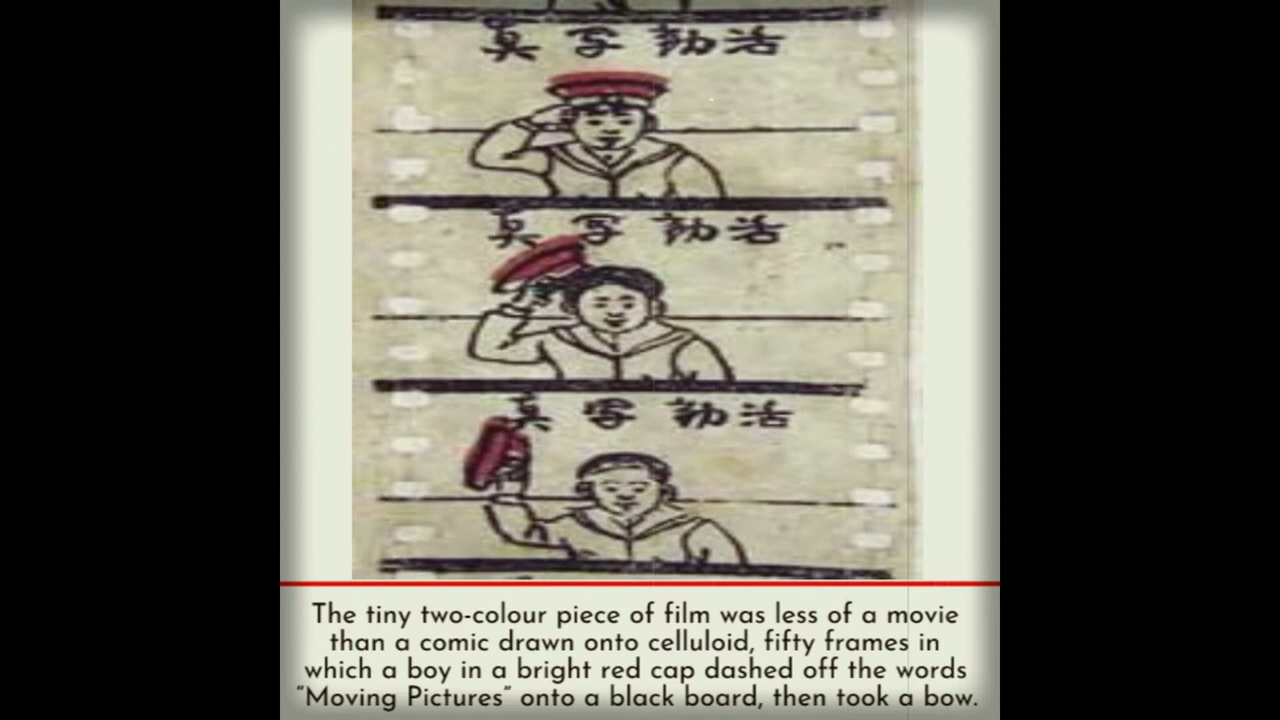 活動写真
活動写真
活動写真
The tiny two-colour piece of film was less of a movie
than a comic drawn onto celluloid, fifty frames in
which a boy in a bright red cap dashed off the words
“Moving Pictures” onto a black board, then took a bow.